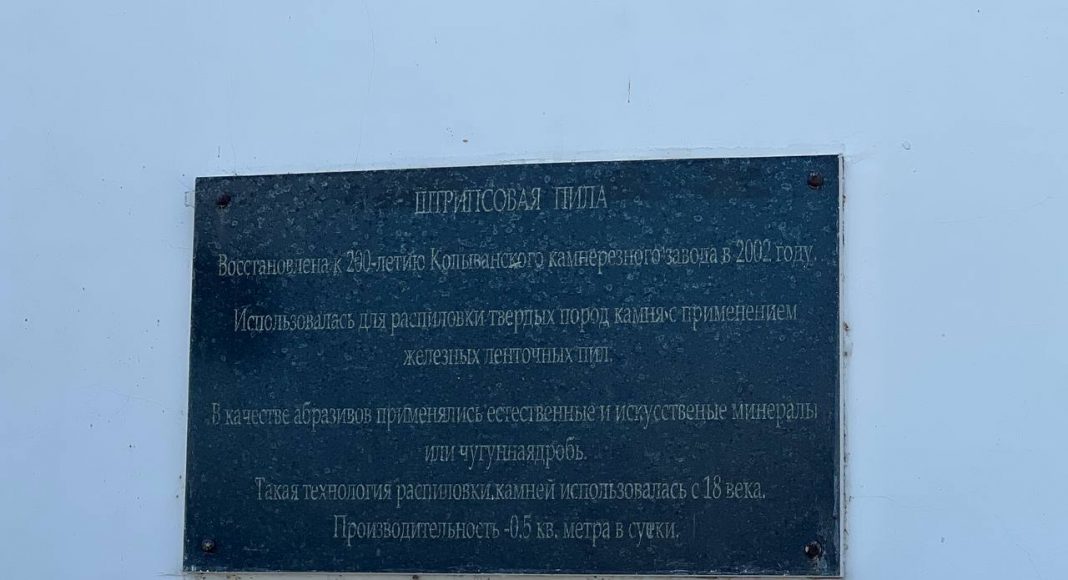 ШТРИПСОВАЯ ПИЛА
Восстановлена к 200-летию Колыванского камнерезного завода в 2002 году.
Использовалась для распиловки твердых пород камня с применением
железных ленточных пил.
В качестве абразивов применялись естественные и искусственые минералы
или чугуннаядробь.
Такая технология распиловки камней использовалась с 18 века.
Производительность -0,5 кв. метра в сутки.